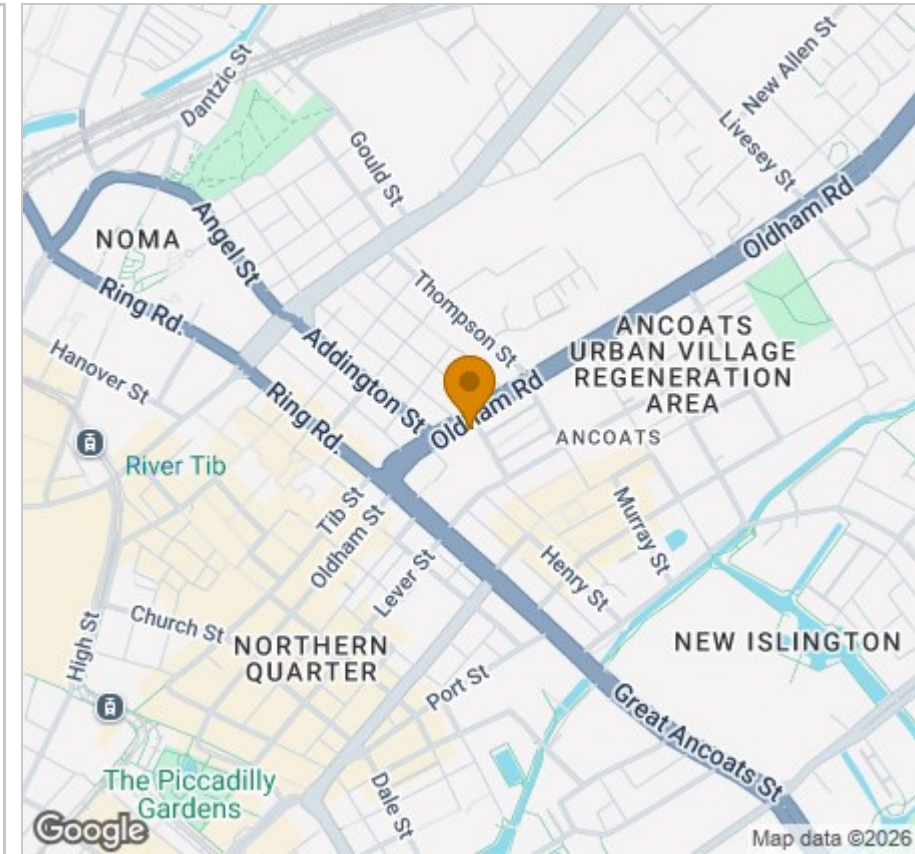 Dantzic St
New Allen St
Livesey St
Gould St
Oldham Rd
NOMA
Angel St
Thompson St
Ring Rd.
Addington St
ANCOATS
URBAN VILLAGE
REGENERATION
AREA
Hanover St
Ring Rd.
Oldham Rd
ANCOATS
River Tib
Tib St
Oldham St
Murray St
Lever St
Henry St
Church St
High St
NORTHERN
QUARTER
NEW ISLINGTON
Port St
Great Ancoats St
The Piccadilly
Gardens
Dale St
Google
Map data ©2026